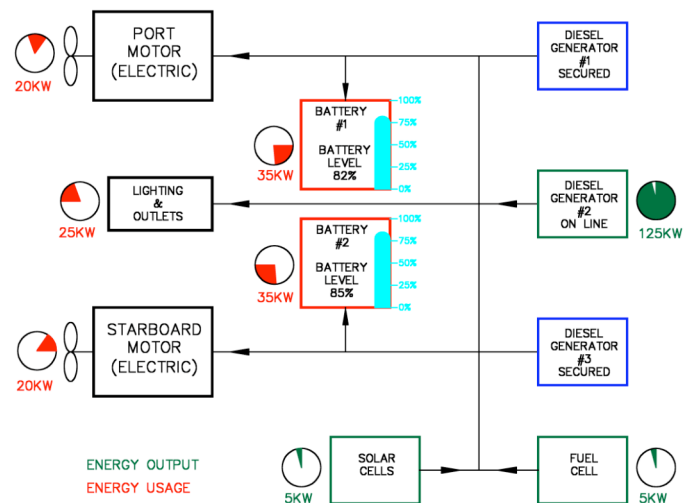 PORT
MOTOR
(ELECTRIC)
20KW
DIESEL
GENERATOR
#1
SECURED
BATTERY
#1
BATTERY
LEVEL
82%
100%
75%
50%
25%
0%
35KW
LIGHTING
&
OUTLETS
25KW
DIESEL
GENERATOR
#2
ON LINE
125KW
BATTERY
#2
BATTERY
LEVEL
85%
100%
75%
50%
25%
0%
35KW
STARBOARD
MOTOR
(ELECTRIC)
20KW
DIESEL
GENERATOR
#3
SECURED
ENERGY OUTPUT
ENERGY USAGE
SOLAR
CELLS
5KW
FUEL
CELL
5KW